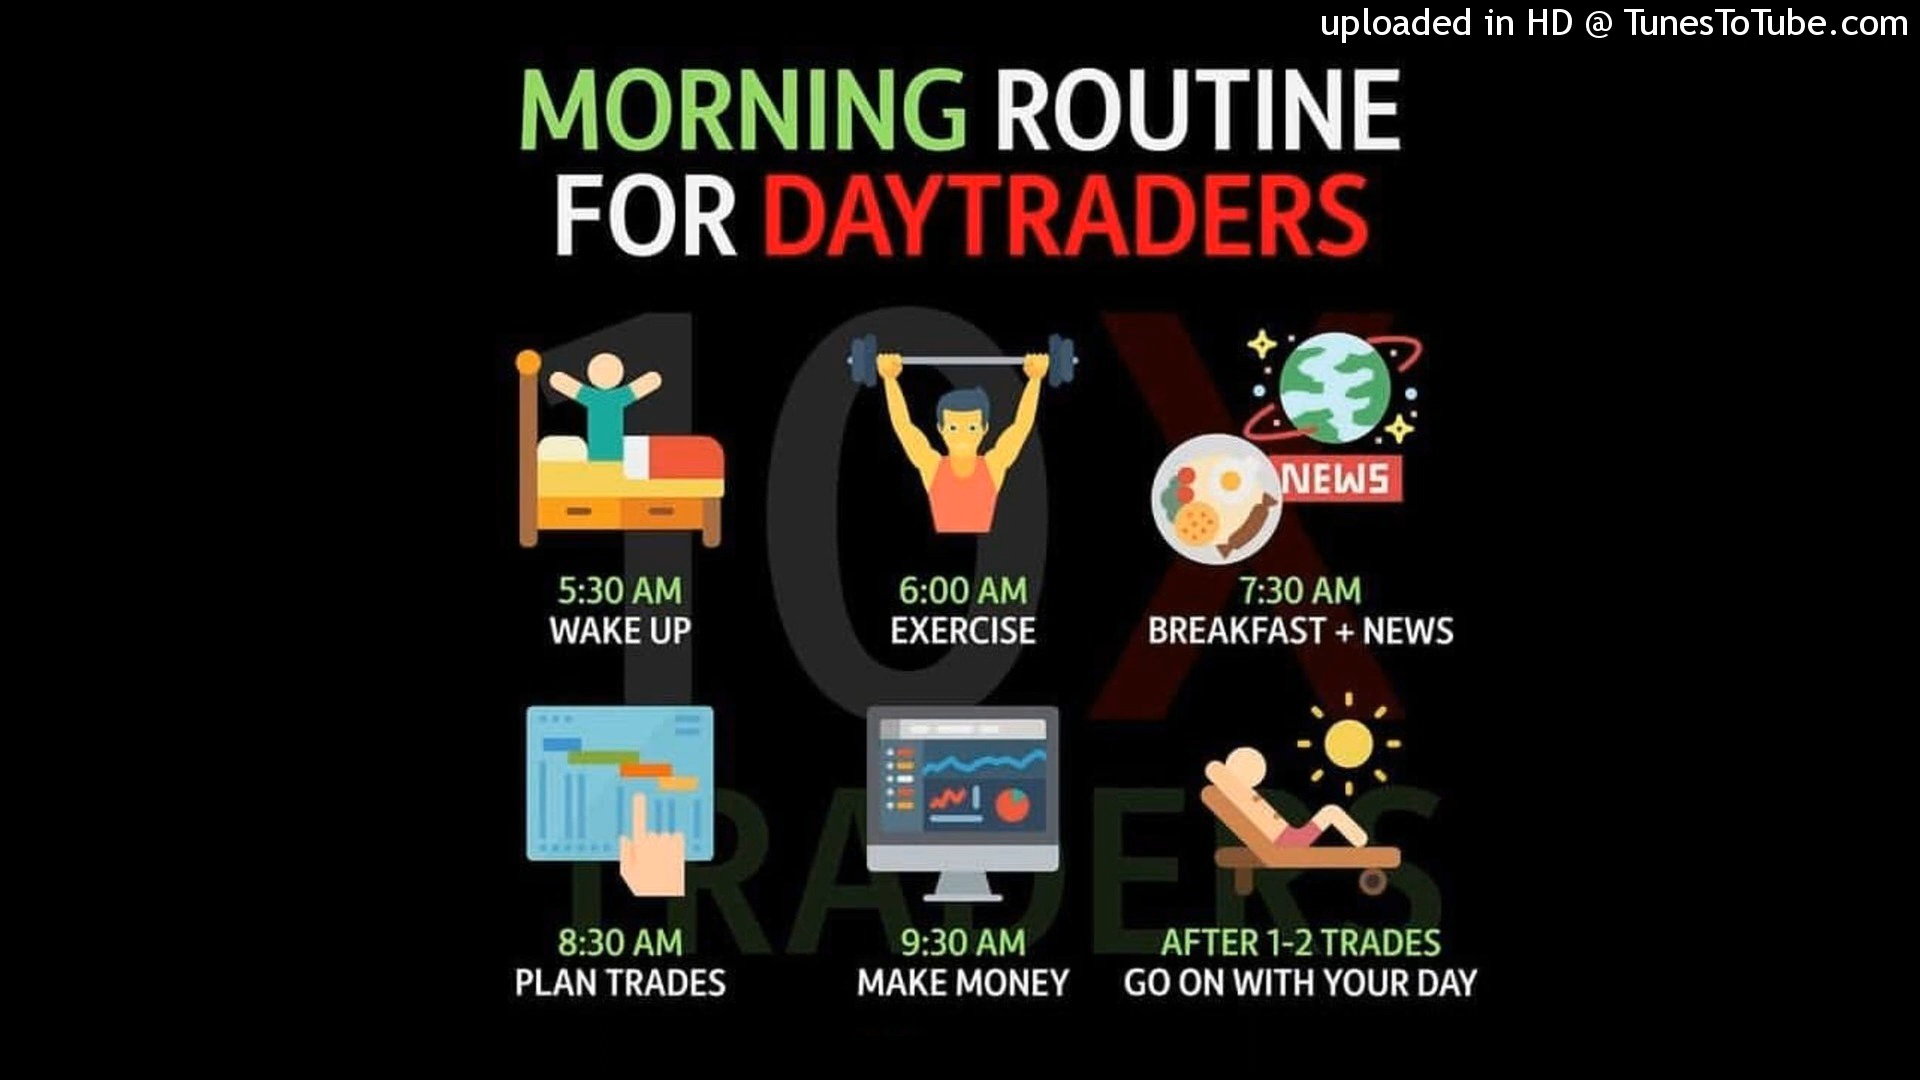 uploaded in HD @ TunesToTube.com
MORNING ROUTINE
FOR DAYTRADERS
10X
TRADERS
NEWS
5:30 AM
WAKE UP
6:00 AM
EXERCISE
7:30 AM
BREAKFAST + NEWS
8:30 AM
PLAN TRADES
9:30 AM
MAKE MONEY
AFTER 1-2 TRADES
GO ON WITH YOUR DAY